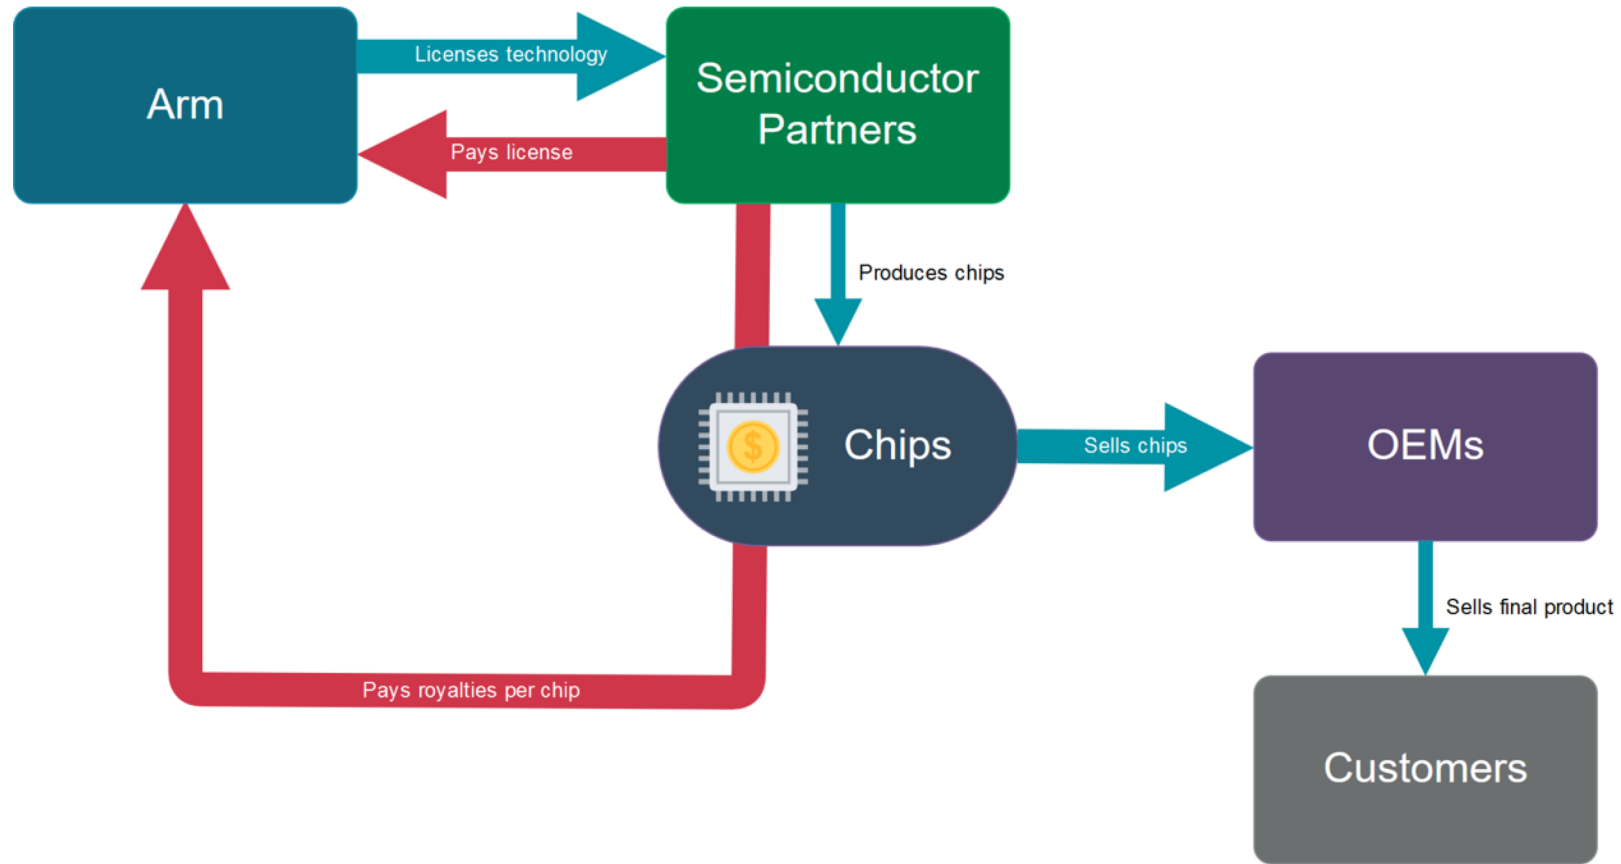 Arm
Licenses technology
Semiconductor
Partners
Pays license
Produces chips
$
Chips
Sells chips
OEMs
Sells final product
Pays royalties per chip
Customers